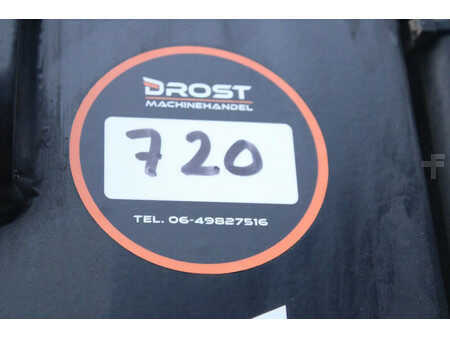 DROST
MACHINEHANDEL
720
TEL. 06-49827516